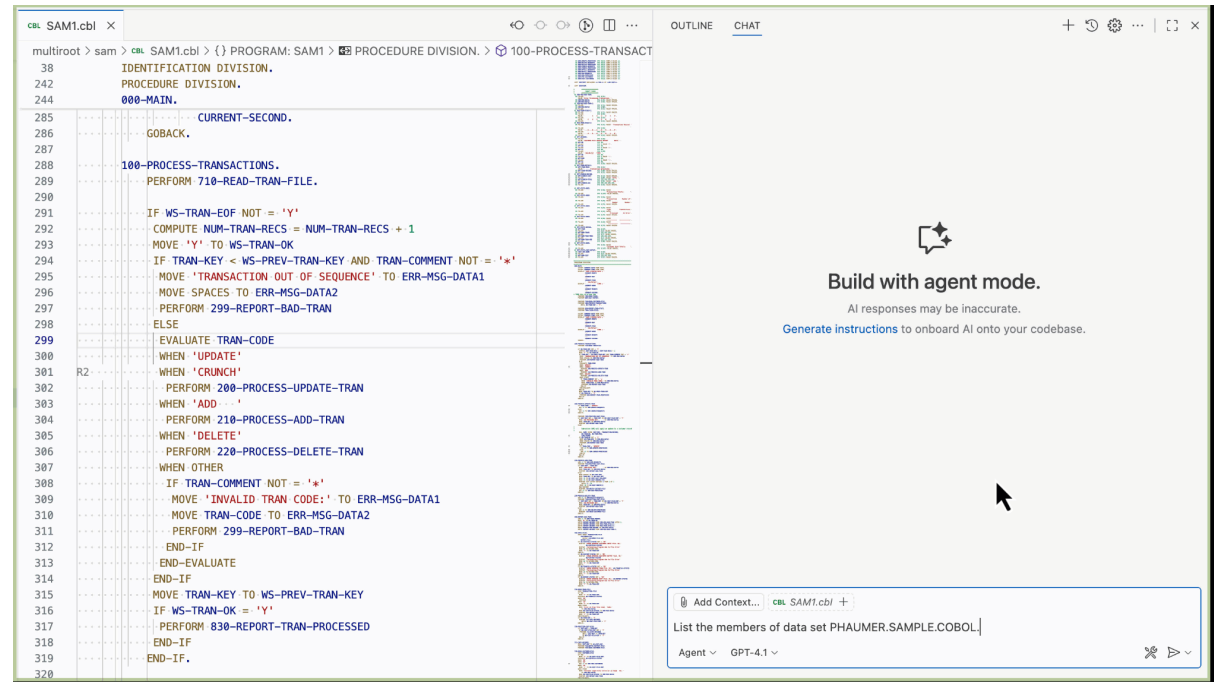 CBL SAM1.cbl ×
multiroot > sam > CBL SAM1.cbl > {} PROGRAM: SAM1 > PROCEDURE DIVISION. > 100-PROCESS-TRANSACT
38 IDENTIFICATION DIVISION.
242 PROCEDURE DIVISION.
244 000-MAIN.
285 CURRENT-SECOND.
286 GOBACK.
287
288 100-PROCESS-TRANSACTIONS.
289 PERFORM 710-READ-TRAN-FILE.
290
291 IF WS-TRAN-EOF NOT = 'Y'
292 COMPUTE NUM-TRAN-RECS = NUM-TRAN-RECS + 1
293 MOVE 'Y' TO WS-TRAN-OK
294 IF TRAN-KEY < WS-PREV-TRAN-KEY AND TRAN-COMMENT NOT = '*'
295 MOVE 'TRANSACTION OUT OF SEQUENCE' TO ERR-MSG-DATA1
296 MOVE SPACES TO ERR-MSG-DATA2
297 PERFORM 299-REPORT-BAD-TRAN
298 ELSE
299 EVALUATE TRAN-CODE
300 WHEN 'UPDATE'
301 R2 WHEN 'CRUNCH'
302 PERFORM 200-PROCESS-UPDATE-TRAN
303 WHEN 'ADD   '
304 PERFORM 210-PROCESS-ADD-TRAN
305 WHEN 'DELETE'
306 PERFORM 220-PROCESS-DELETE-TRAN
307 WHEN OTHER
308 IF TRAN-COMMENT NOT = '*'
309 MOVE 'INVALID TRAN CODE:' TO ERR-MSG-DATA1
310 MOVE TRAN-CODE TO ERR-MSG-DATA2
311 PERFORM 299-REPORT-BAD-TRAN
312 END-IF
313 END-EVALUATE
314 END-IF
315 MOVE TRAN-KEY TO WS-PREV-TRAN-KEY
316 IF WS-TRAN-OK = 'Y'
317 PERFORM 830-REPORT-TRAN-PROCESSED
318 END-IF
319 END-IF.
320
OUTLINE CHAT
Build with agent mode.
AI responses may be inaccurate.
Generate instructions to onboard AI onto your codebase.
Add Context... CBL SAM1.cbl +
List the members of data set PHAUMER.SAMPLE.COBOL.
Agent GPT-4.1